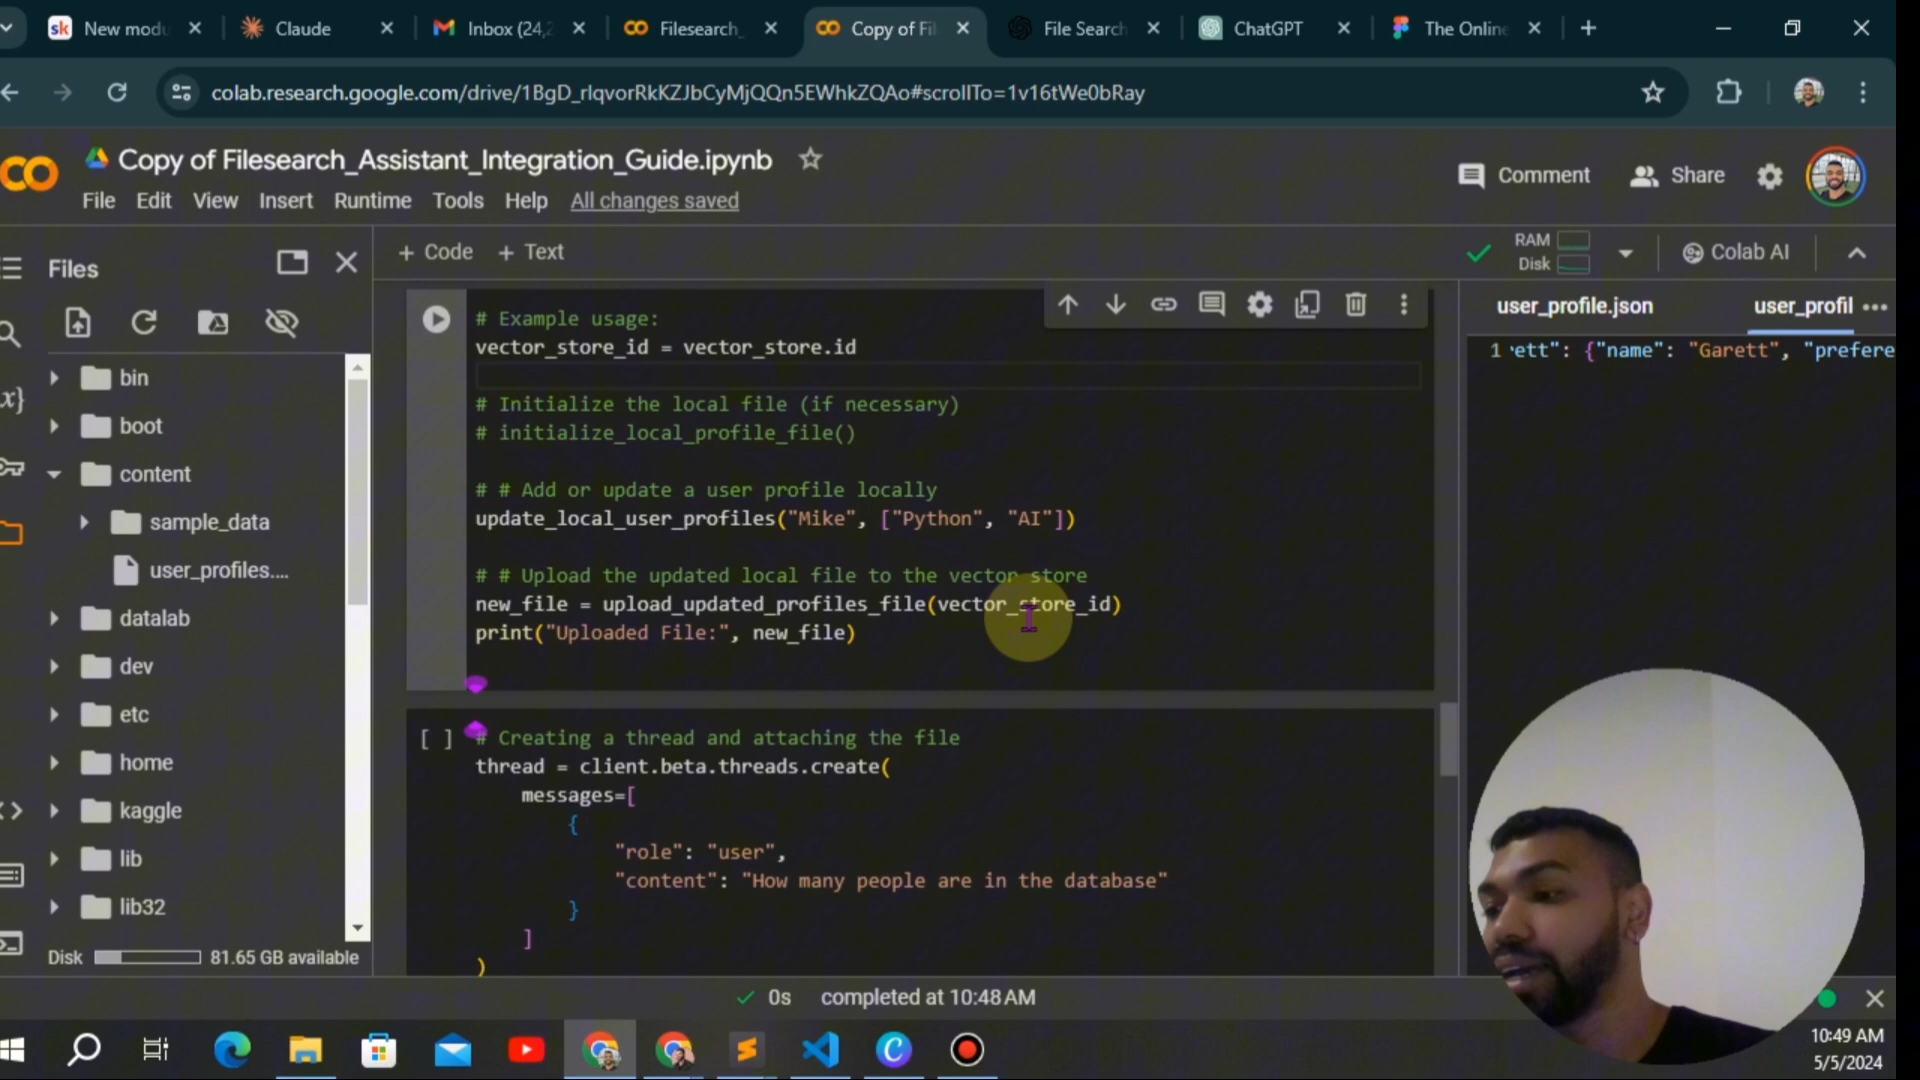 New modu
Claude
Inbox (24,2
Filesearch_
Copy of Fil
File Search
ChatGPT
The Online
colab.research.google.com/drive/1BgD_rlqvorRkKZJbCyMjQQn5EWhkZQAo#scrollTo=1v16tWe0bRay
Copy of Filesearch_Assistant_Integration_Guide.ipynb
Comment
Share
File Edit View Insert Runtime Tools Help All changes saved
Files
+ Code + Text
RAM
Disk
Colab AI
bin
boot
content
sample_data
user_profiles....
datalab
dev
etc
home
kaggle
lib
lib32
Disk 81.65 GB available
# Example usage:
vector_store_id = vector_store.id
# Initialize the local file (if necessary)
# initialize_local_profile_file()
# # Add or update a user profile locally
update_local_user_profiles("Mike", ["Python", "AI"])
# # Upload the updated local file to the vector store
new_file = upload_updated_profiles_file(vector_store_id)
print("Uploaded File:", new_file)
[ ] # Creating a thread and attaching the file
thread = client.beta.threads.create(
messages=[
{
"role": "user",
"content": "How many people are in the database"
}
]
)
user_profile.json
user_profil
1 ett": {"name": "Garett", "prefere
0s completed at 10:48 AM
10:49 AM
5/5/2024